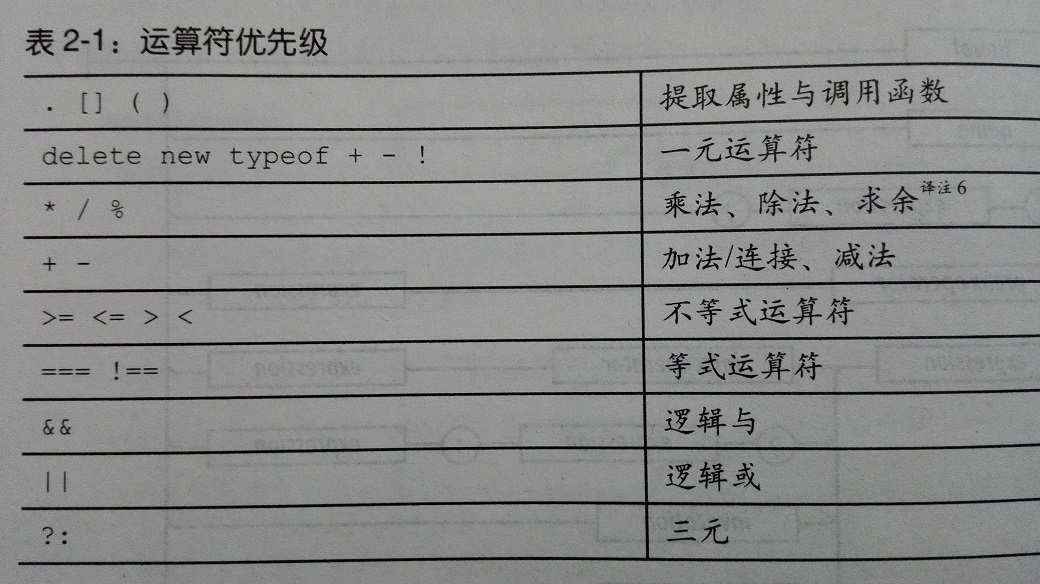 表 2-1：运算符优先级
. [] ( ) 提取属性与调用函数
delete new typeof + - ! 一元运算符
* / % 乘法、除法、求余译注6
+ - 加法/连接、减法
>= <= > < 不等式运算符
=== !== 等式运算符
&& 逻辑与
|| 逻辑或
?: 三元